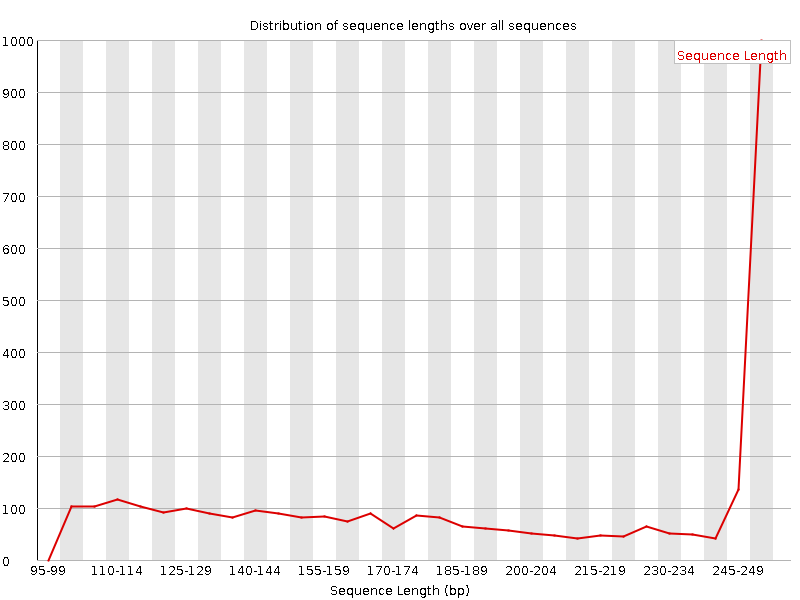 Distribution of sequence lengths over all sequences
Sequence Length
1000
900
800
700
600
500
400
300
200
100
0
95-99 110-114 125-129 140-144 155-159 170-174 185-189 200-204 215-219 230-234 245-249
Sequence Length (bp)